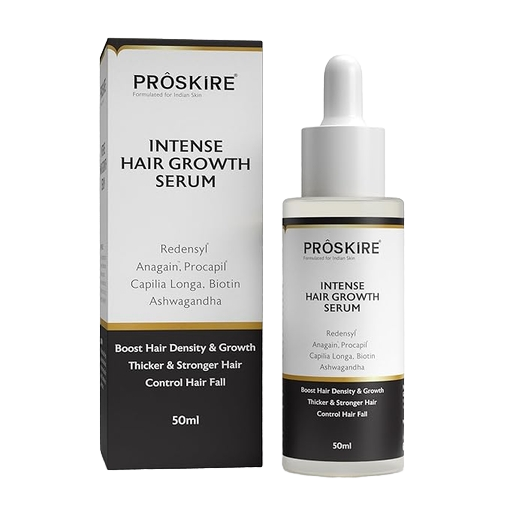 PRÔSKIRE®
Formulated for Indian Skin
INTENSE
HAIR GROWTH
SERUM
Redensyl
Anagain, Procapil
Capilia Longa, Biotin
Ashwagandha
Boost Hair Density & Growth
Thicker & Stronger Hair
Control Hair Fall
50ml
PRÔSKIRE®
Formulated for Indian Skin
INTENSE
HAIR GROWTH
SERUM
Redensyl
Anagain, Procapil
Capilia Longa, Biotin
Ashwagandha
Boost Hair Density & Growth
Thicker & Stronger Hair
Control Hair Fall
50ml